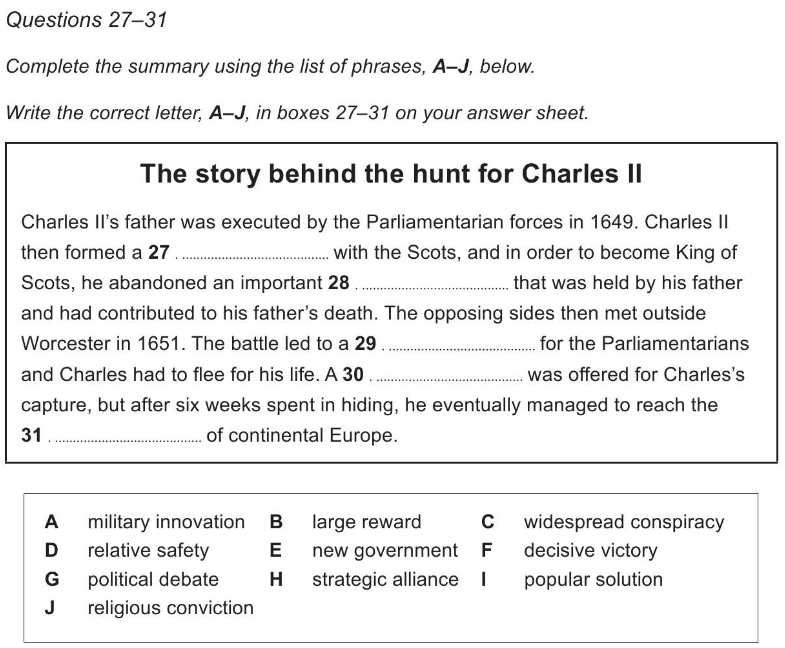 Questions 27–31
Complete the summary using the list of phrases, A–J, below.
Write the correct letter, A–J, in boxes 27–31 on your answer sheet.
The story behind the hunt for Charles II
Charles II's father was executed by the Parliamentarian forces in 1649. Charles II
then formed a 27 . ........................................ with the Scots, and in order to become King of
Scots, he abandoned an important 28 . ........................................ that was held by his father
and had contributed to his father's death. The opposing sides then met outside
Worcester in 1651. The battle led to a 29 . ........................................ for the Parliamentarians
and Charles had to flee for his life. A 30 . ........................................ was offered for Charles's
capture, but after six weeks spent in hiding, he eventually managed to reach the
31 . ........................................ of continental Europe.
A military innovation B large reward C widespread conspiracy
D relative safety E new government F decisive victory
G political debate H strategic alliance I popular solution
J religious conviction